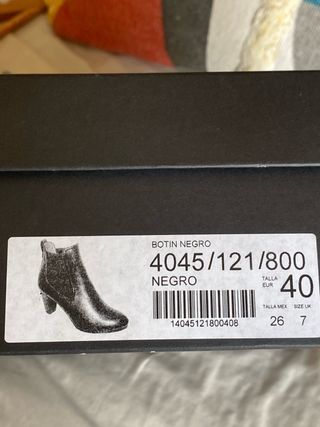 BOTIN NEGRO
4045/121/800
NEGRO
TALLA
EUR
40
14045121800408
TALLA MEX
26
SIZE UK
7